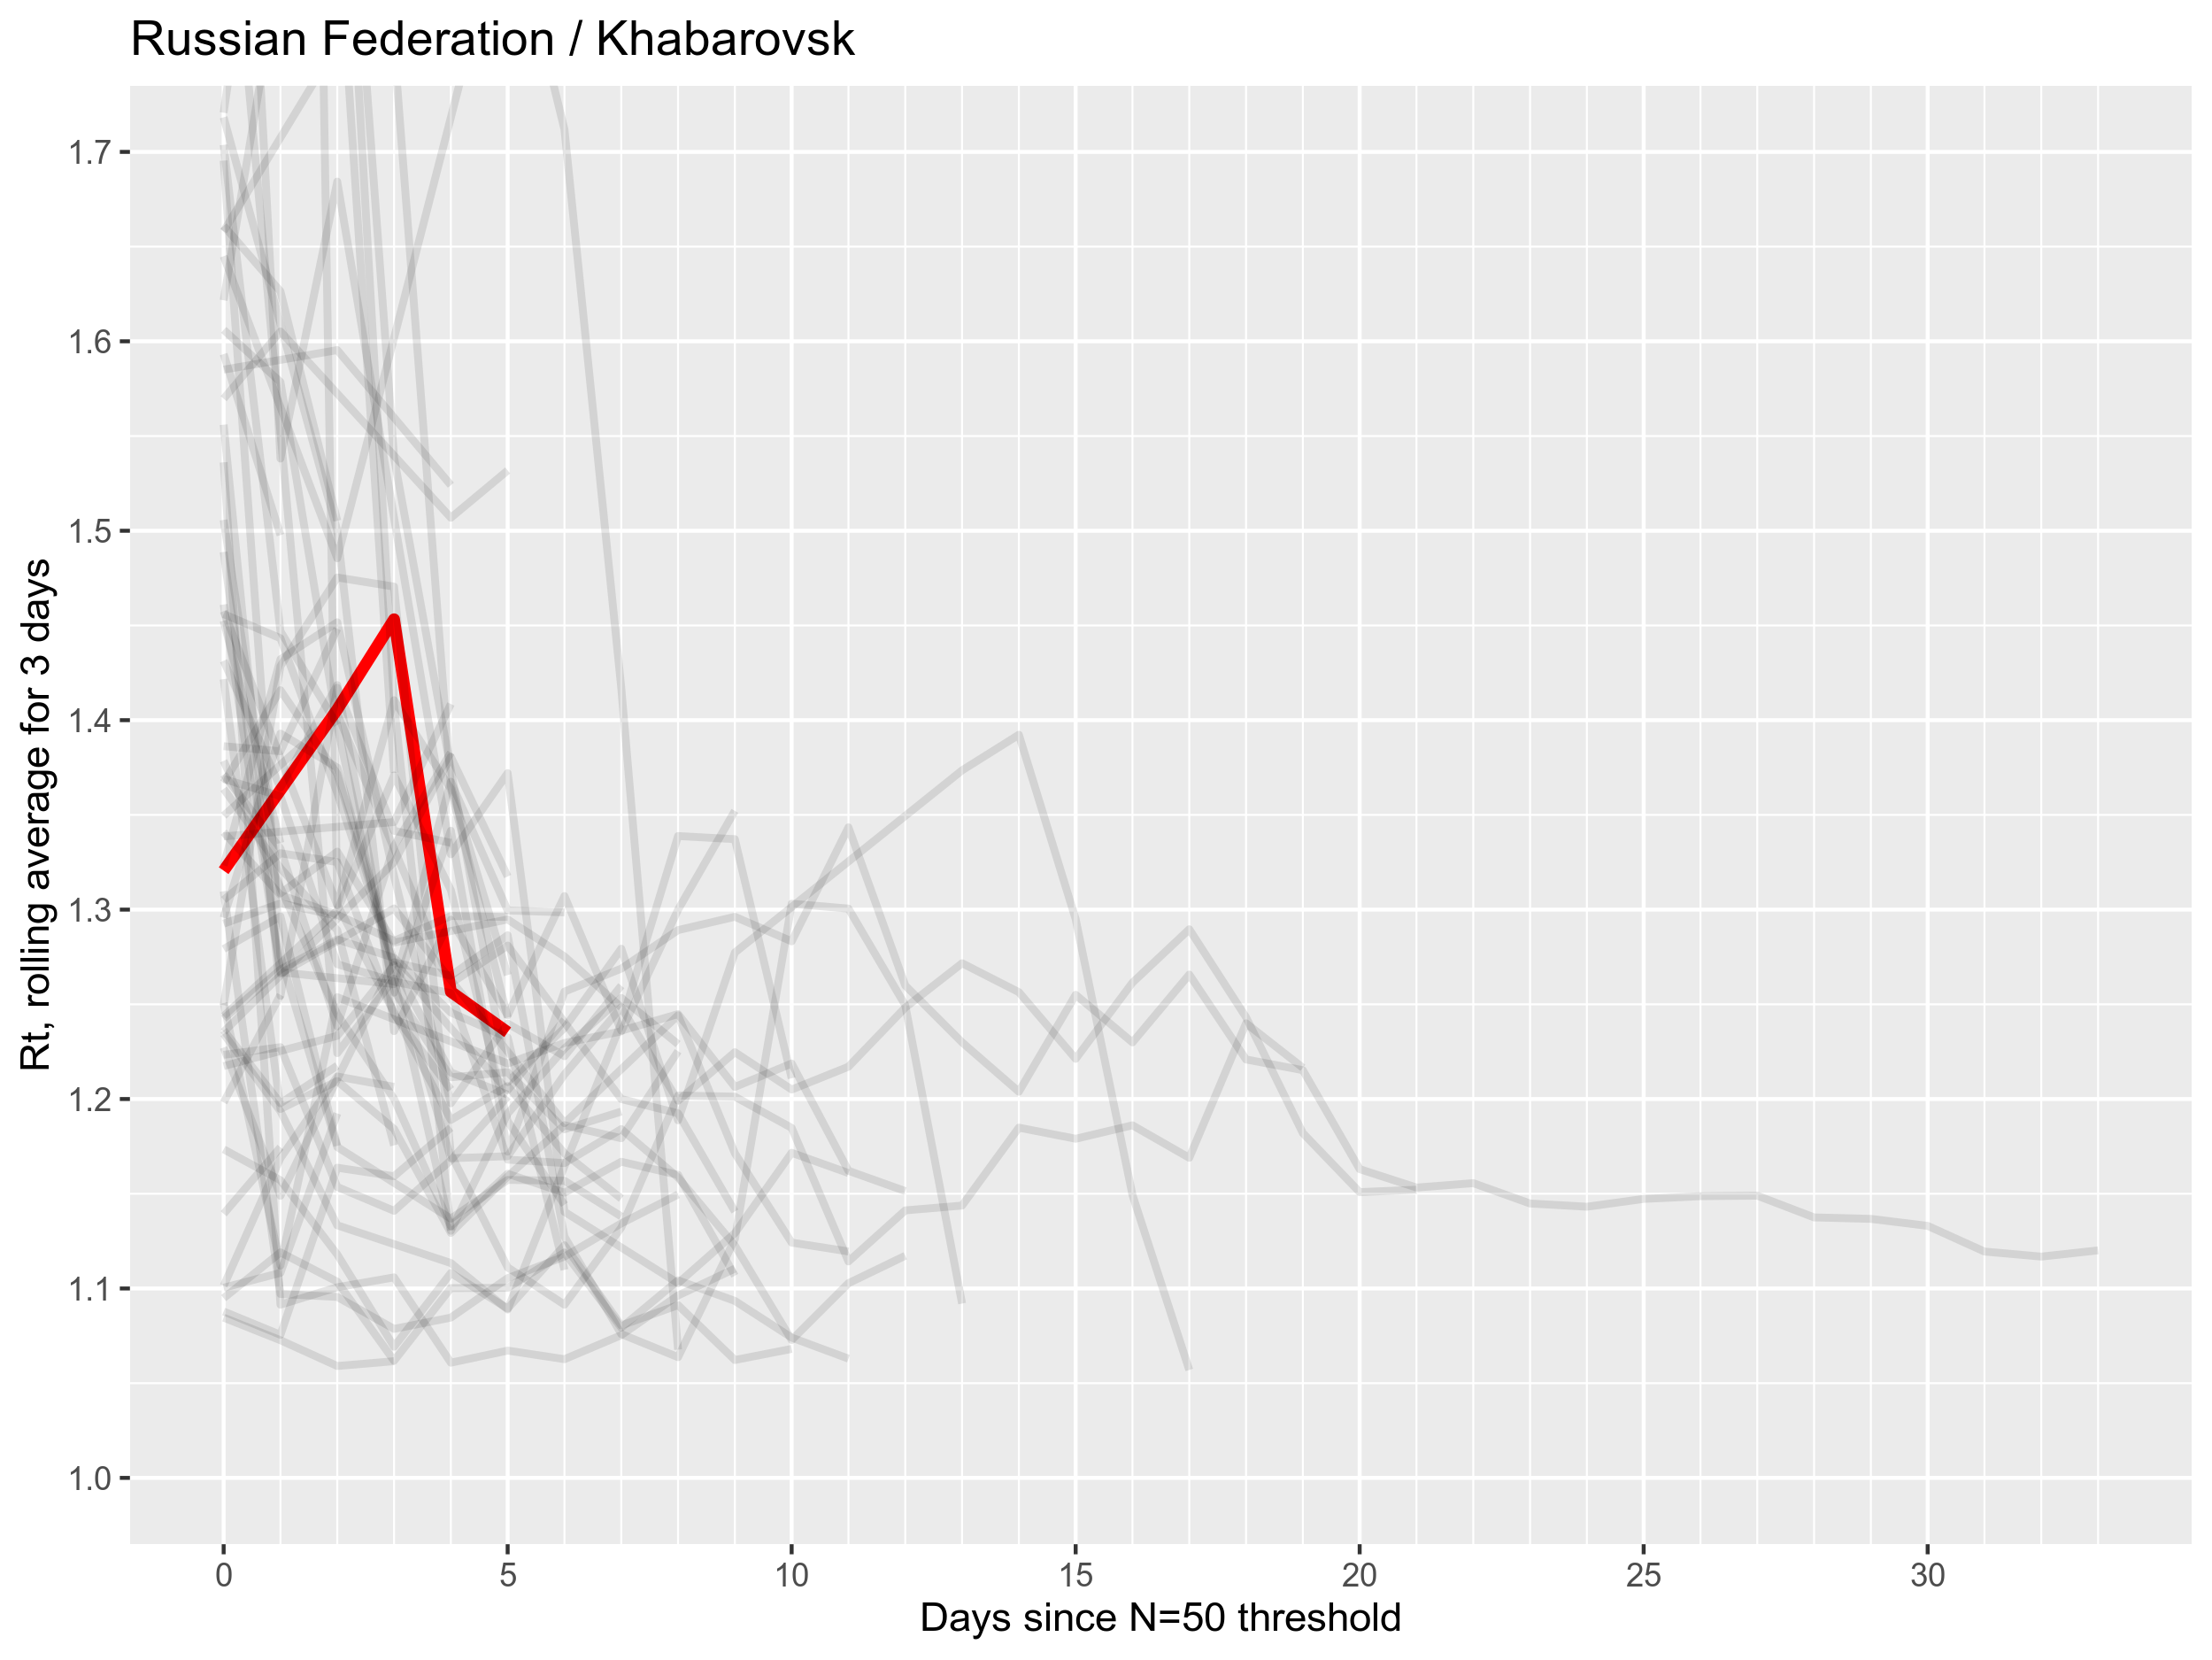 Russian Federation / Khabarovsk
Rt, rolling average for 3 days
1.7
1.6
1.5
1.4
1.3
1.2
1.1
1.0
0 5 10 15 20 25 30
Days since N=50 threshold